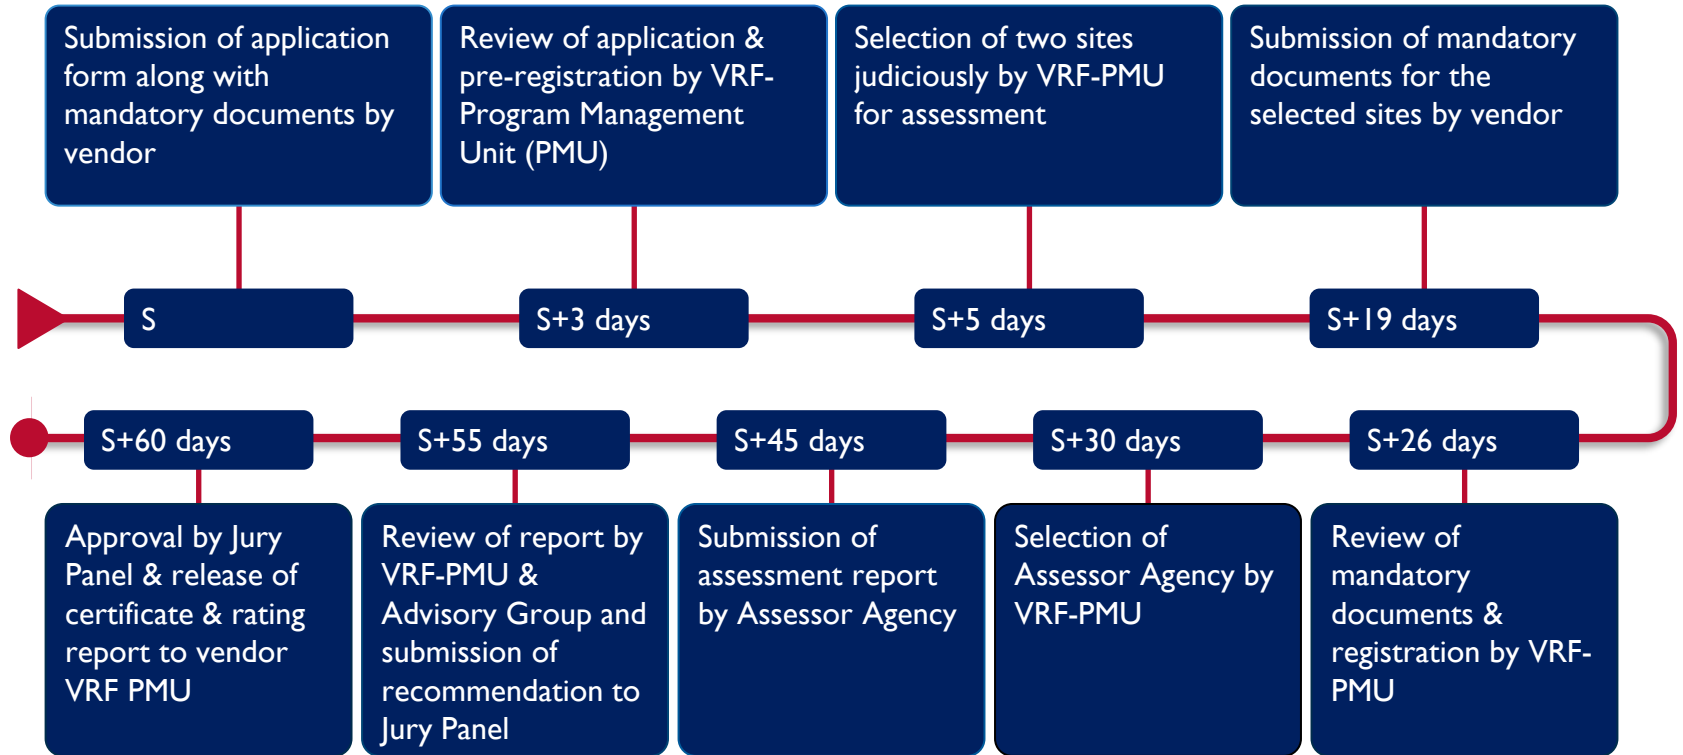 Submission of application
form along with
mandatory documents by
vendor
Review of application &
pre-registration by VRF-
Program Management
Unit (PMU)
Selection of two sites
judiciously by VRF-PMU
for assessment
Submission of mandatory
documents for the
selected sites by vendor
S
S+3 days
S+5 days
S+19 days
S+60 days
S+55 days
S+45 days
S+30 days
S+26 days
Approval by Jury
Panel & release of
certificate & rating
report to vendor
VRF PMU
Review of report by
VRF-PMU &
Advisory Group and
submission of
recommendation to
Jury Panel
Submission of
assessment report
by Assessor Agency
Selection of
Assessor Agency by
VRF-PMU
Review of
mandatory
documents &
registration by VRF-
PMU